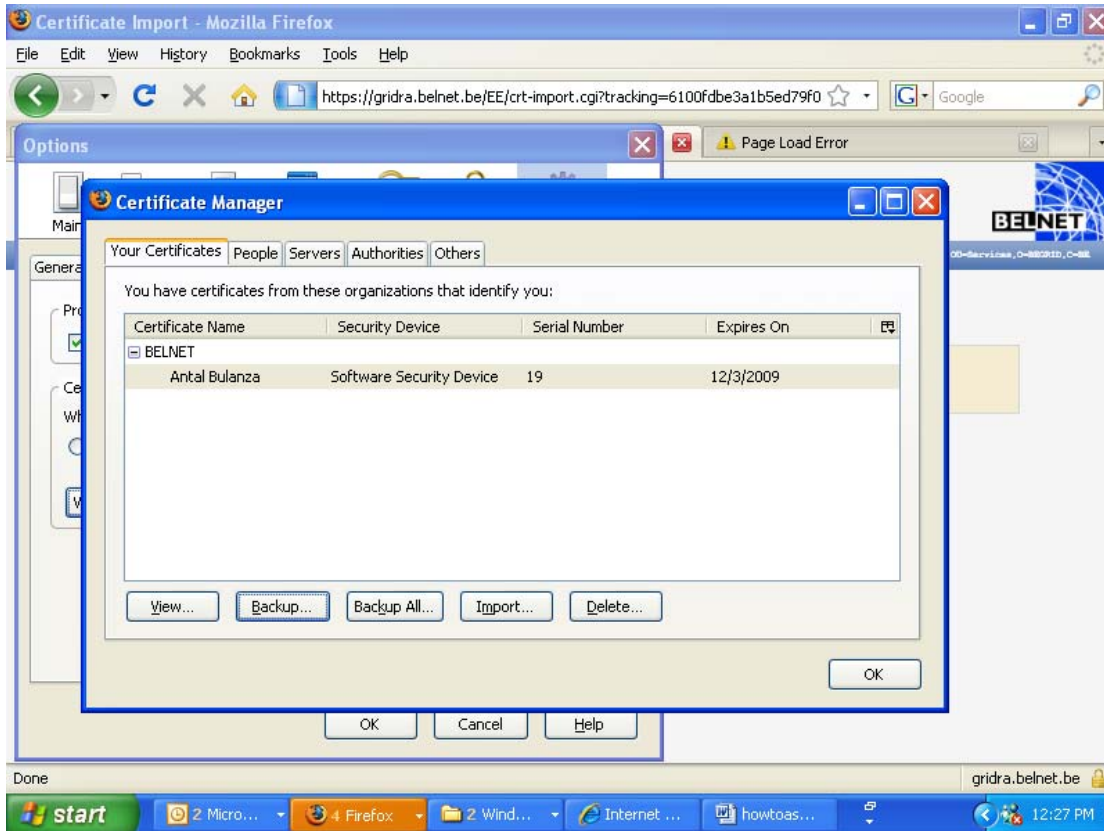 Certificate Import - Mozilla Firefox
File Edit View History Bookmarks Tools Help
https://gridra.belnet.be/EE/crt-import.cgi?tracking=6100fdbe3a1b5ed79f0
G Google
Options
Page Load Error
Main
BELNET
Certificate Manager
Genera
Your Certificates People Servers Authorities Others
You have certificates from these organizations that identify you:
Pro
Certificate Name Security Device Serial Number Expires On
BELNET
Antal Bulanza Software Security Device 19 12/3/2009
Ce
Wh
View... Backup... Backup All... Import... Delete...
OK
OK Cancel Help
Done gridra.belnet.be
start 2 Micro... 4 Firefox 2 Wind... Internet ... howtoas... 12:27 PM